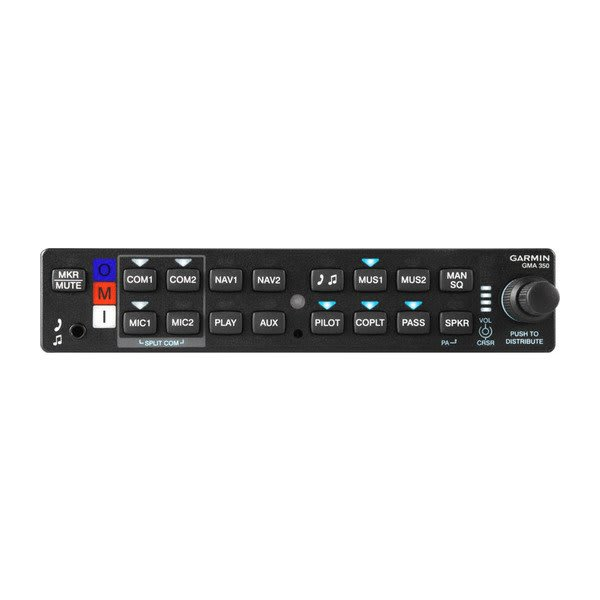 GARMIN
GMA 350
MKR
MUTE
O
M
I
COM1 COM2 NAV1 NAV2 MUS1 MUS2 MAN
SQ
MIC1 MIC2 PLAY AUX PILOT COPLT PASS SPKR
SPLIT COM
PA
VOL
CRSR
PUSH TO
DISTRIBUTE